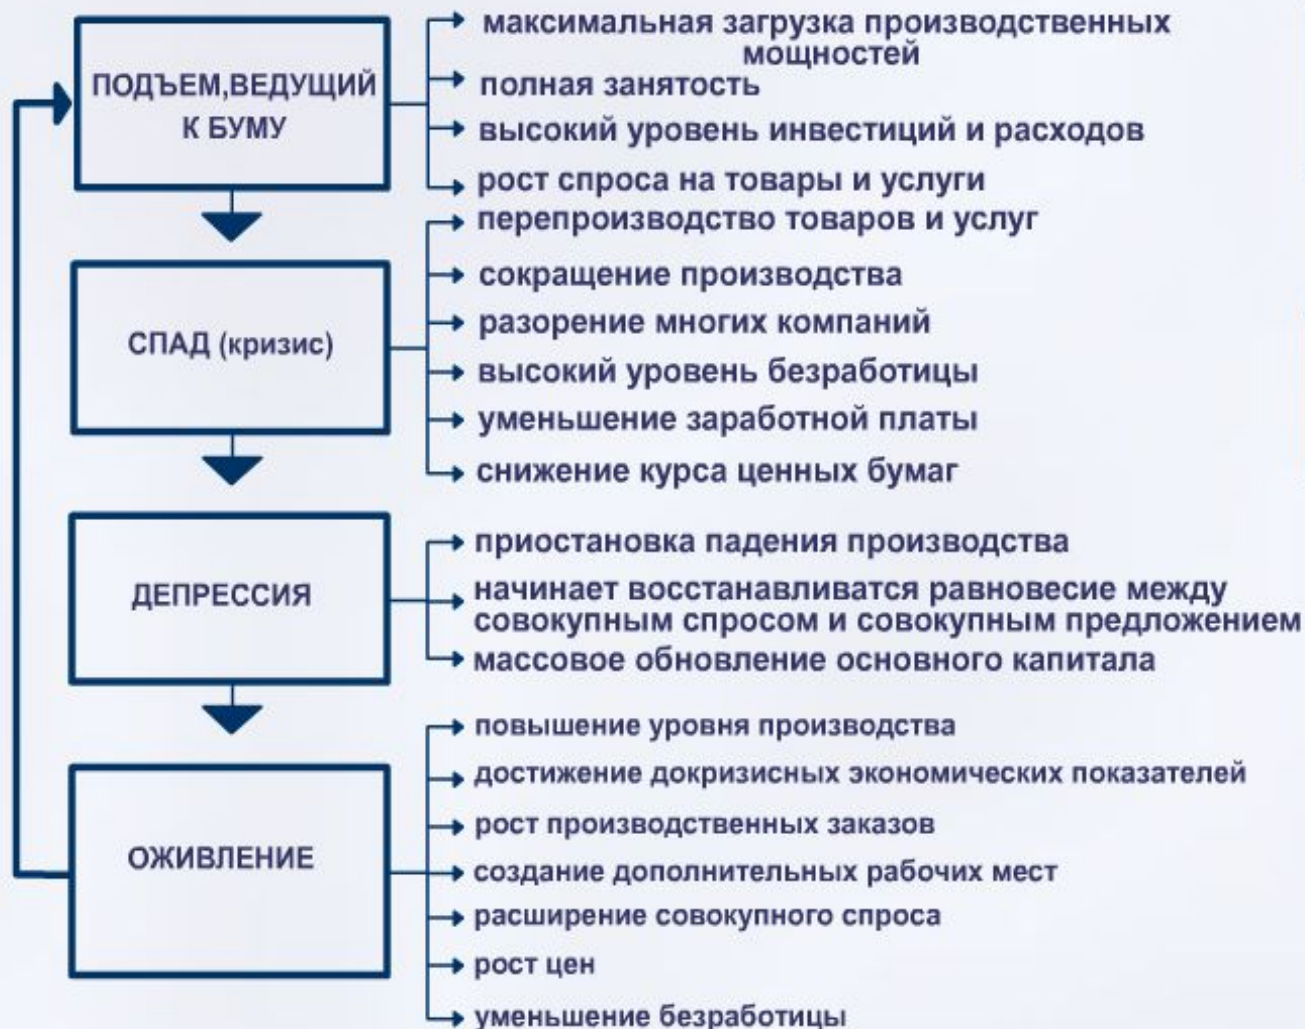 ПОДЪЕМ,ВЕДУЩИЙ
К БУМУ
максимальная загрузка производственных
мощностей
полная занятость
высокий уровень инвестиций и расходов
рост спроса на товары и услуги
СПАД (кризис)
перепроизводство товаров и услуг
сокращение производства
разорение многих компаний
высокий уровень безработицы
уменьшение заработной платы
снижение курса ценных бумаг
ДЕПРЕССИЯ
приостановка падения производства
начинает восстанавливатся равновесие между
совокупным спросом и совокупным предложением
массовое обновление основного капитала
ОЖИВЛЕНИЕ
повышение уровня производства
достижение докризисных экономических показателей
рост производственных заказов
создание дополнительных рабочих мест
расширение совокупного спроса
рост цен
уменьшение безработицы